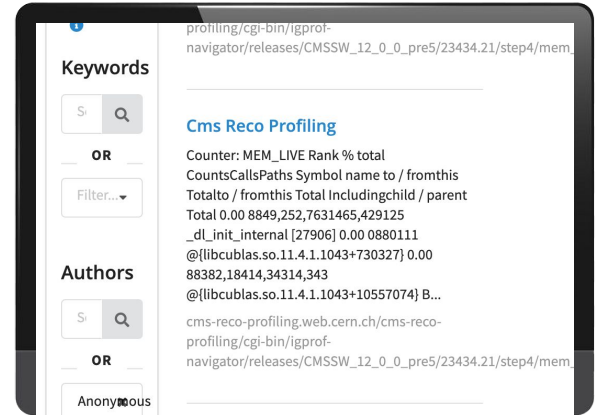 Keywords
S
OR
Filter...
Authors
S
OR
Anonymous
profiling/cgi-bin/igprof-
navigator/releases/CMSSW_12_0_0_pre5/23434.21/step4/mem_
Cms Reco Profiling
Counter: MEM_LIVE Rank % total
CountsCallsPaths Symbol name to / fromthis
Totalto / fromthis Total Includingchild / parent
Total 0.00 8849,252,7631465,429125
_dl_init_internal [27906] 0.00 0880111
@{libcublas.so.11.4.1.1043+730327} 0.00
88382,18414,34314,343
@{libcublas.so.11.4.1.1043+10557074} B...
cms-reco-profiling.web.cern.ch/cms-reco-
profiling/cgi-bin/igprof-
navigator/releases/CMSSW_12_0_0_pre5/23434.21/step4/mem_